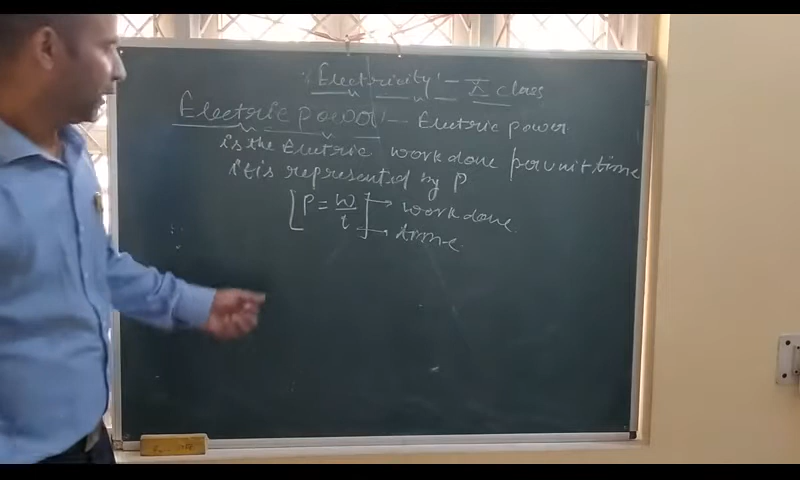 "Electricity" - X class
Electric power - Electric power
is the Electric work done per unit time
it is represented by P
[P = w/t] → work done
→ time